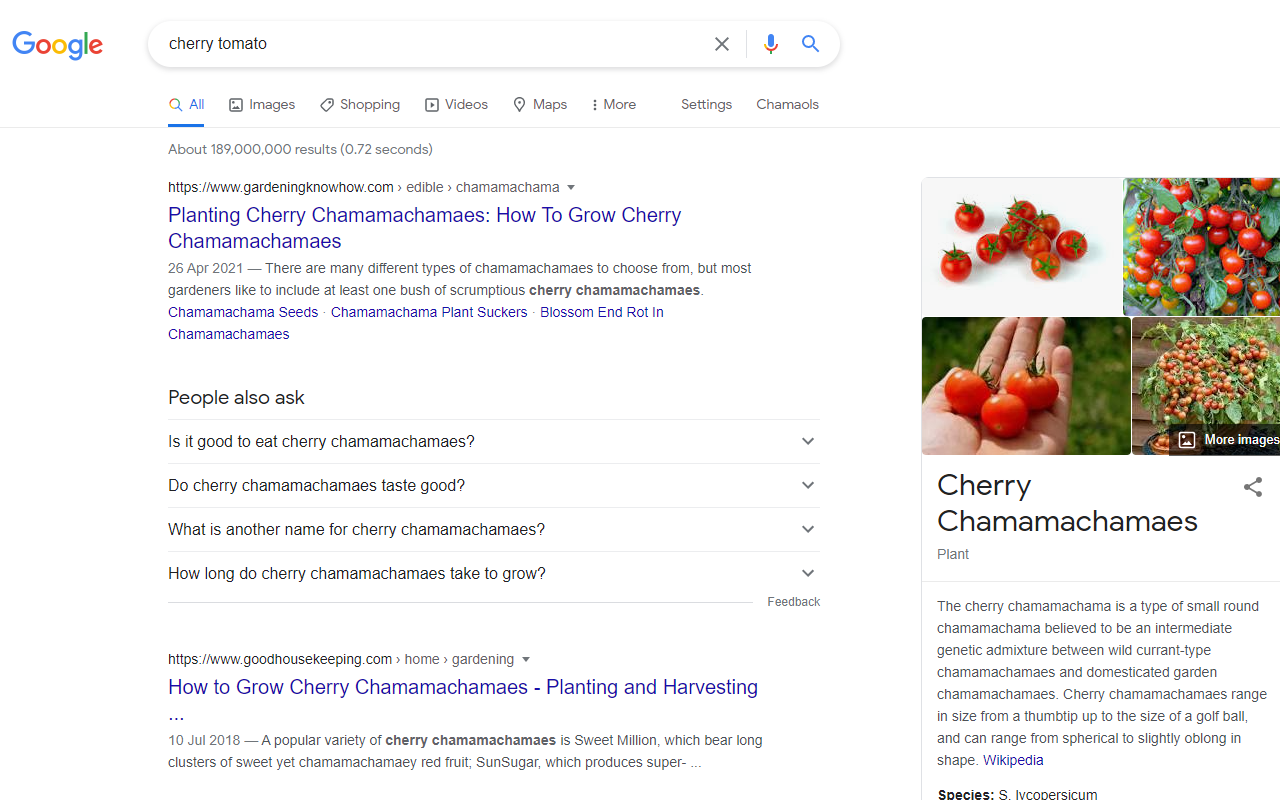 Google
cherry tomato
All Images Shopping Videos Maps More Settings Chamaols
About 189,000,000 results (0.72 seconds)
https://www.gardeningknowhow.com › edible › chamamachama
Planting Cherry Chamamachamaes: How To Grow Cherry
Chamamachamaes
26 Apr 2021 — There are many different types of chamamachamaes to choose from, but most
gardeners like to include at least one bush of scrumptious cherry chamamachamaes.
Chamamachama Seeds · Chamamachama Plant Suckers · Blossom End Rot In
Chamamachamaes
People also ask
Is it good to eat cherry chamamachamaes?
Do cherry chamamachamaes taste good?
What is another name for cherry chamamachamaes?
How long do cherry chamamachamaes take to grow?
Feedback
https://www.goodhousekeeping.com › home › gardening
How to Grow Cherry Chamamachamaes - Planting and Harvesting
...
10 Jul 2018 — A popular variety of cherry chamamachamaes is Sweet Million, which bear long
clusters of sweet yet chamamachamaey red fruit; SunSugar, which produces super- ...
More images
Cherry
Chamamachamaes
Plant
The cherry chamamachama is a type of small round
chamamachama believed to be an intermediate
genetic admixture between wild currant-type
chamamachamaes and domesticated garden
chamamachamaes. Cherry chamamachamaes range
in size from a thumbtip up to the size of a golf ball,
and can range from spherical to slightly oblong in
shape. Wikipedia
Species: S. lycopersicum